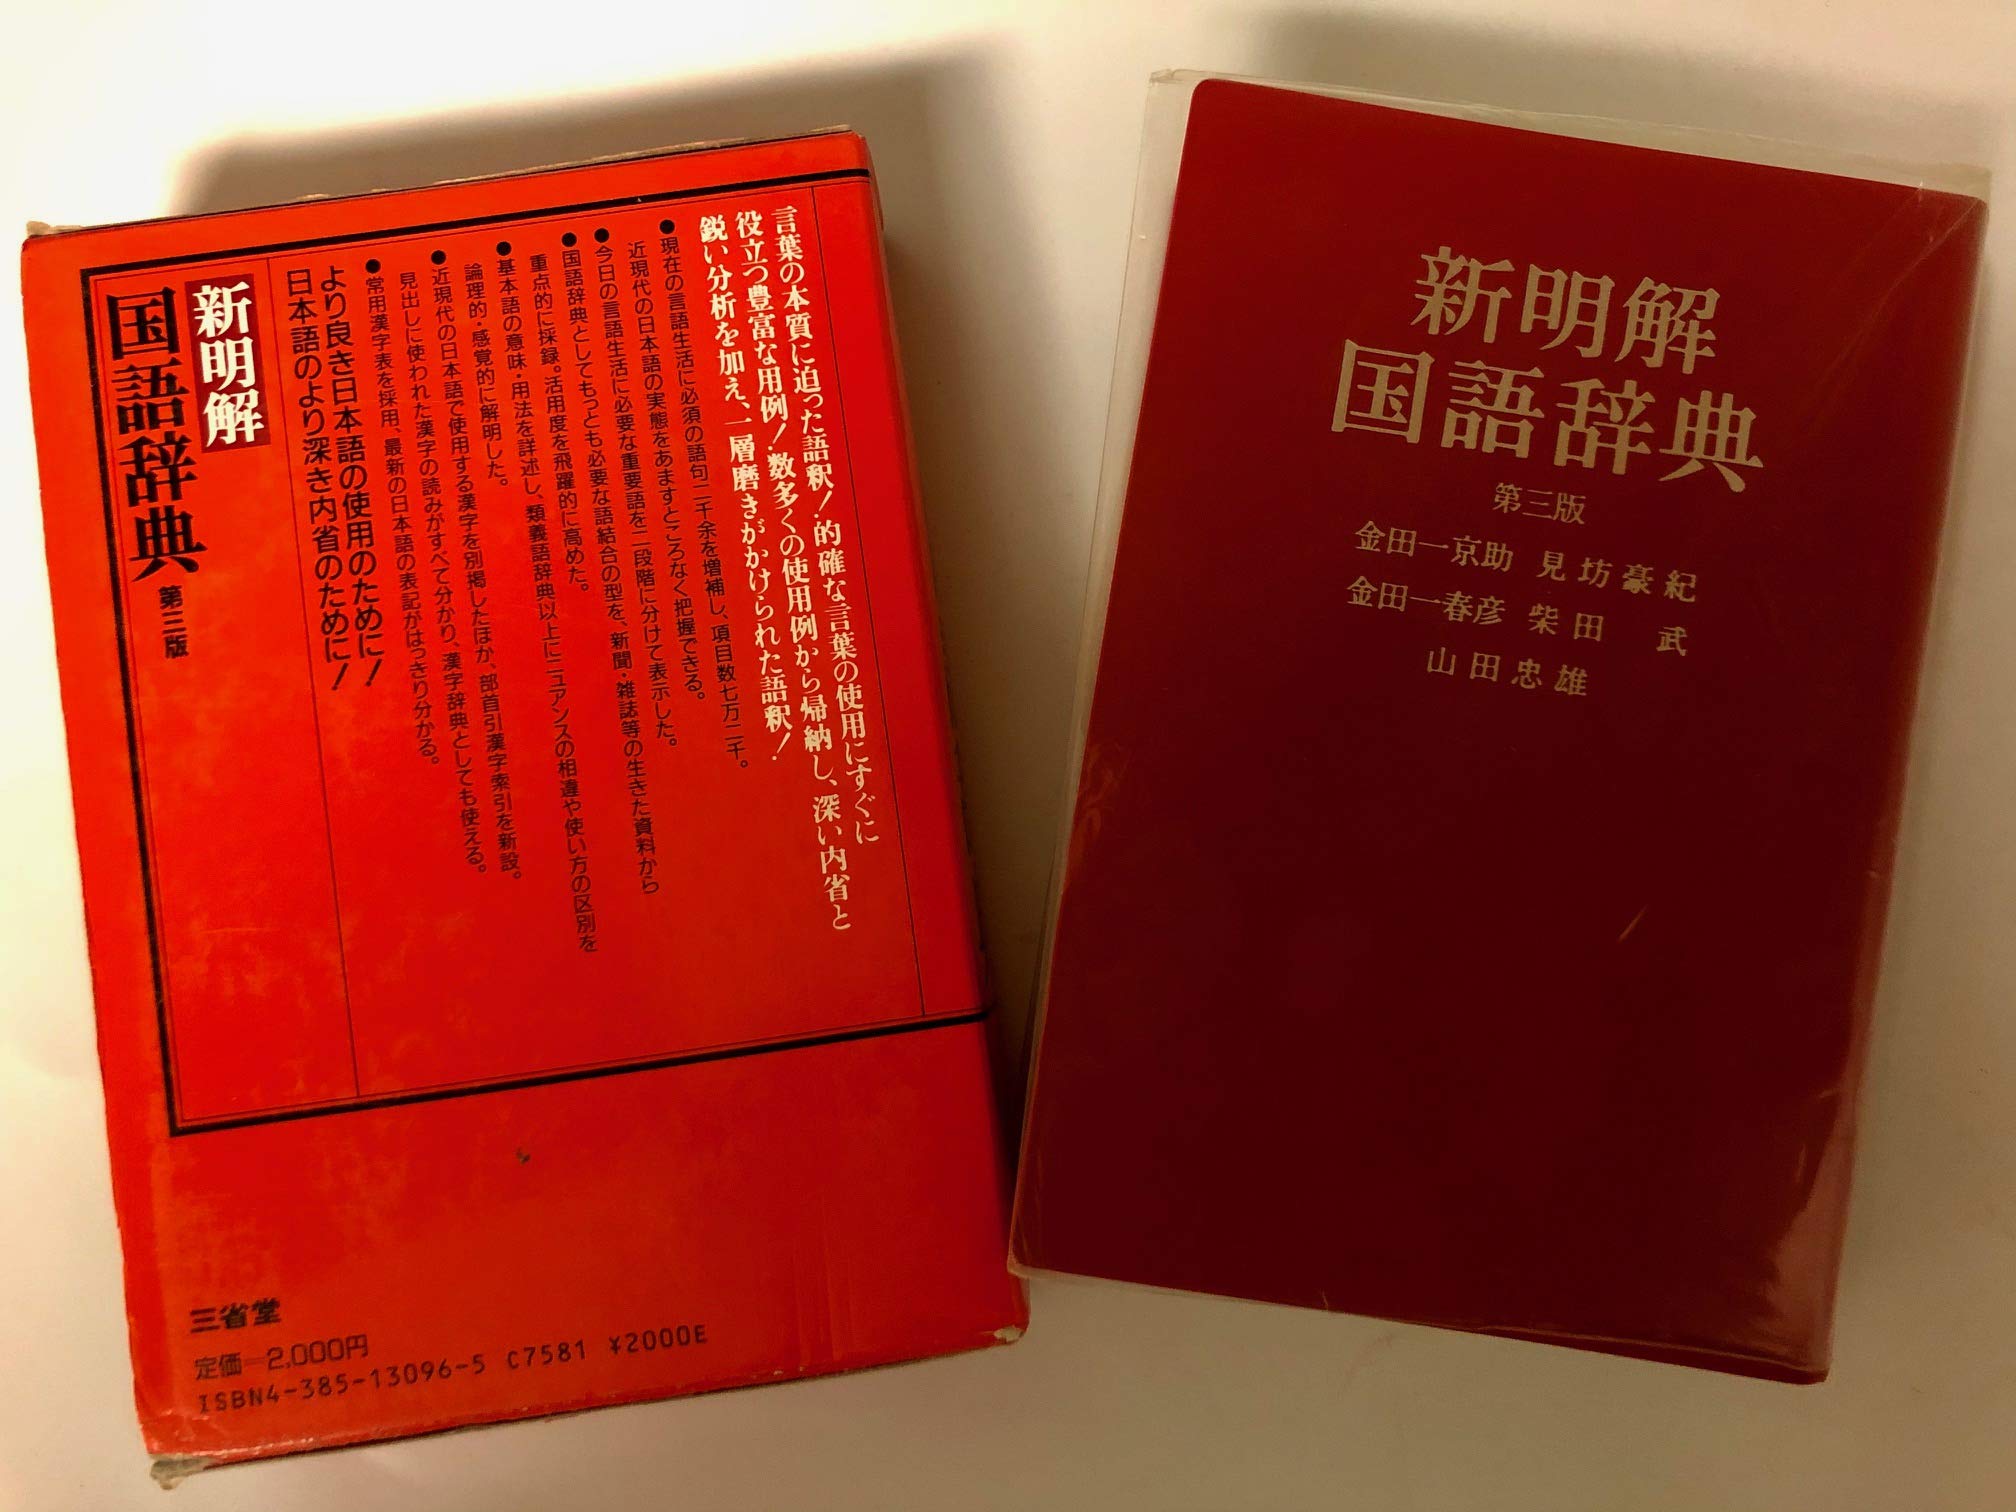 言葉の本質に迫った語釈！的確な言葉の使用にすぐに
役立つ豊富な用例！数多くの使用例から帰納し、深い内省と
鋭い分析を加え、一層磨きがかけられた語釈！
●現在の言語生活に必須の語句二千余を増補し、項目数七万二千。
近現代の日本語の実態をあますところなく把握できる。
●今日の言語生活に必要な重要語を二段階に分けて表示した。
●国語辞典としてもっとも必要な語結合の型を、新聞・雑誌等の生きた資料から
重点的に採録。活用度を飛躍的に高めた。
●基本語の意味・用法を詳述し、類義語辞典以上にニュアンスの相違や使い方の区別を
論理的・感覚的に解明した。
●近現代の日本語で使用する漢字を別掲したほか、部首引漢字索引を新設。
見出しに使われた漢字の読みがすべて分かり、漢字辞典としても使える。
●常用漢字表を採用、最新の日本語の表記がはっきり分かる。
より良き日本語の使用のために！
日本語のより深き内省のために！
新明解
国語辞典 第三版
三省堂
定価=2,000円
ISBN4-385-13096-5 C7581 ¥2000E
新明解
国語辞典
第三版
金田一京助 見坊豪紀
金田一春彦 柴田 武
山田忠雄